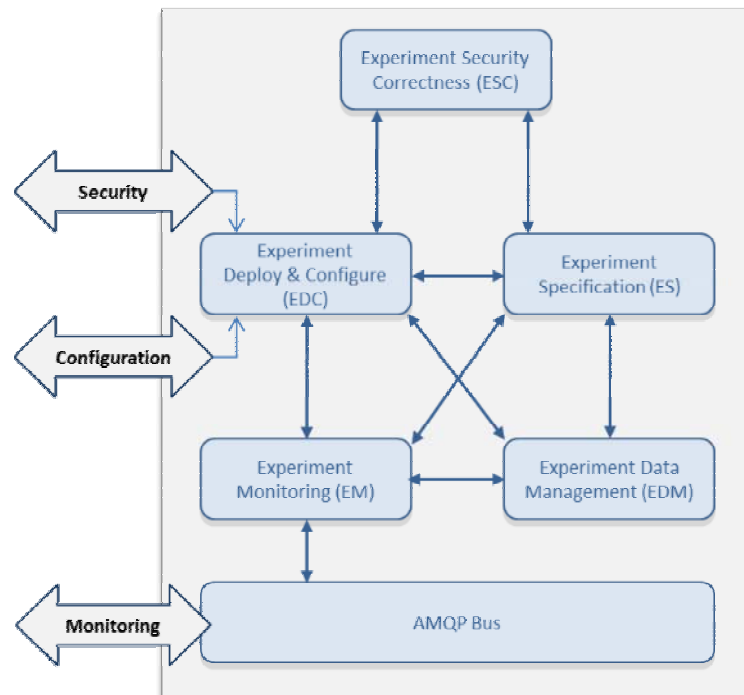 Experiment Security
Correctness (ESC)
Security
Experiment
Deploy & Configure
(EDC)
Experiment
Specification (ES)
Configuration
Experiment
Monitoring (EM)
Experiment Data
Management (EDM)
Monitoring
AMQP Bus